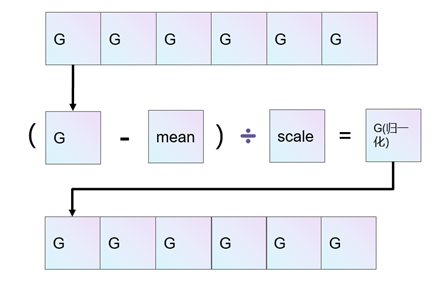 G G G G G G
( G - mean ) ÷ scale = G(归一
化)
G G G G G G